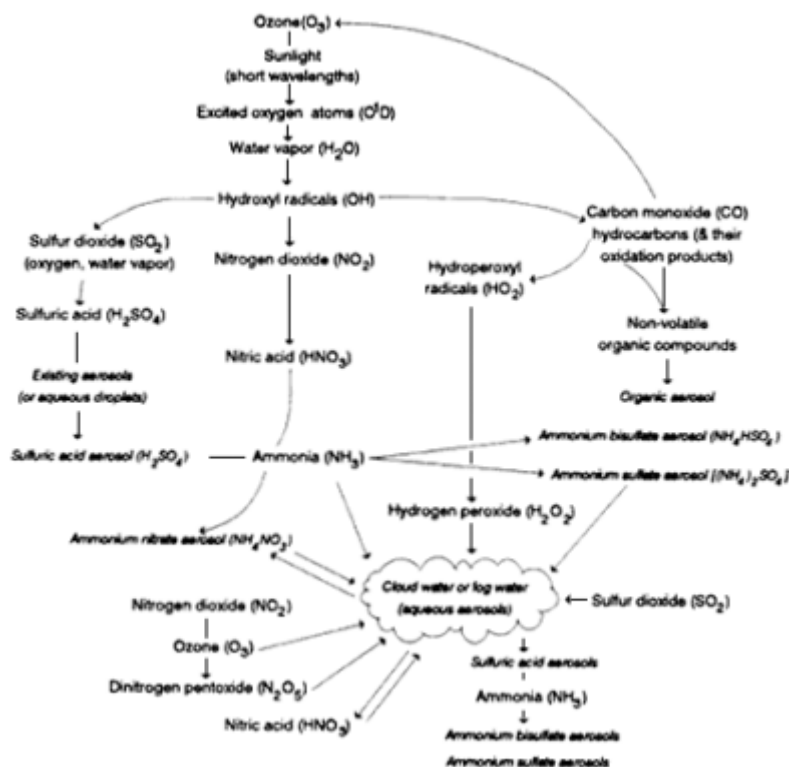 Ozone(O3)
Sunlight
(short wavelengths)
Excited oxygen atoms (O1D)
Water vapor (H2O)
Hydroxyl radicals (OH)
Sulfur dioxide (SO2)
(oxygen, water vapor)
Nitrogen dioxide (NO2)
Hydroperoxyl
radicals (HO2)
Carbon monoxide (CO)
hydrocarbons (& their
oxidation products)
Sulfuric acid (H2SO4)
Nitric acid (HNO3)
Non-volatile
organic compounds
Existing aerosols
(or aqueous droplets)
Organic aerosol
Sulfuric acid aerosol (H2SO4)
Ammonia (NH3)
Ammonium bisulfate aerosol (NH4HSO4)
Ammonium sulfate aerosol [(NH4)2SO4]
Hydrogen peroxide (H2O2)
Ammonium nitrate aerosol (NH4NO3)
Cloud water or fog water
(aqueous aerosols)
Nitrogen dioxide (NO2)
Sulfur dioxide (SO2)
Ozone (O3)
Dinitrogen pentoxide (N2O5)
Nitric acid (HNO3)
Sulfuric acid aerosols
Ammonia (NH3)
Ammonium bisulfate aerosols
Ammonium sulfate aerosols